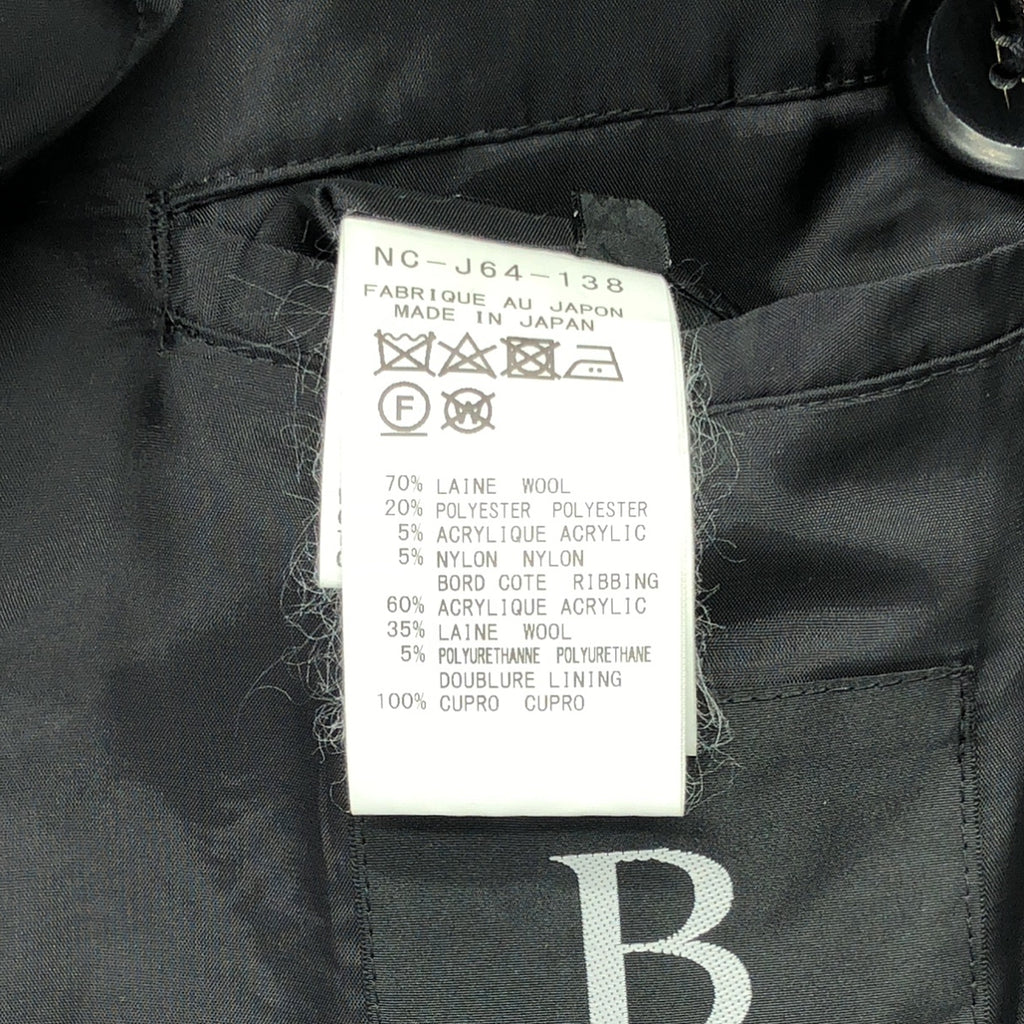 NC-J64-138
FABRIQUE AU JAPON
MADE IN JAPAN
F
W
70% LAINE WOOL
20% POLYESTER POLYESTER
5% ACRYLIQUE ACRYLIC
5% NYLON NYLON
BORD COTE RIBBING
60% ACRYLIQUE ACRYLIC
35% LAINE WOOL
5% POLYURETHANNE POLYURETHANE
DOUBLURE LINING
100% CUPRO CUPRO
B